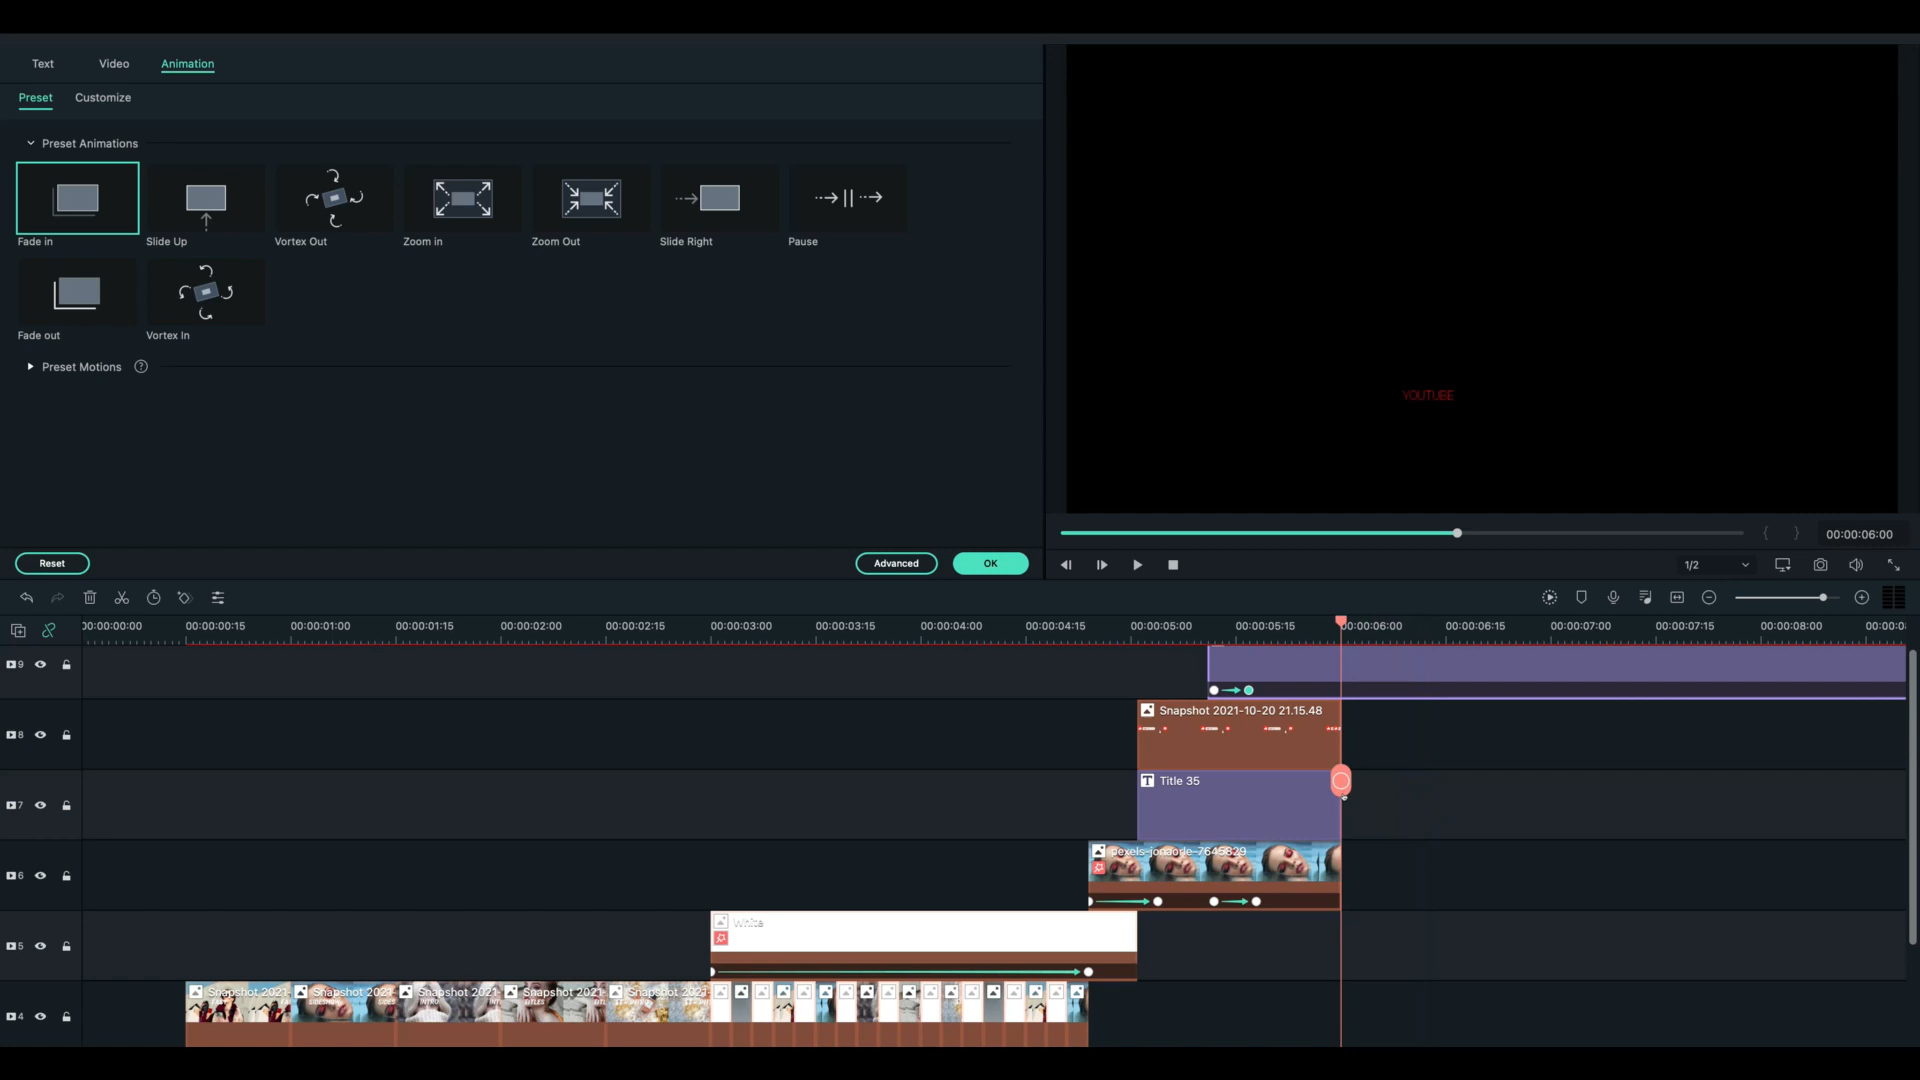 Text Video Animation
Preset Customize
Preset Animations
Fade in Slide Up Vortex Out Zoom in Zoom Out Slide Right Pause
Fade out Vortex In
Preset Motions ?
YOUTUBE
Reset Advanced OK
00:00:06:00
1/2
00:00:00:00 00:00:00:15 00:00:01:00 00:00:01:15 00:00:02:00 00:00:02:15 00:00:03:00 00:00:03:15 00:00:04:00 00:00:04:15 00:00:05:00 00:00:05:15 00:00:06:00 00:00:06:15 00:00:07:00 00:00:07:15 00:00:08:00 00:00:0
9
8 Snapshot 2021-10-20 21.15.48
7 T Title 35
6 pexels-jonaorle-7645829
5 White
4 Snapshot 2021- Snapshot 2021- Snapshot 2021- Snapshot 2021- Snapshot 2021-
INTRO TITLES